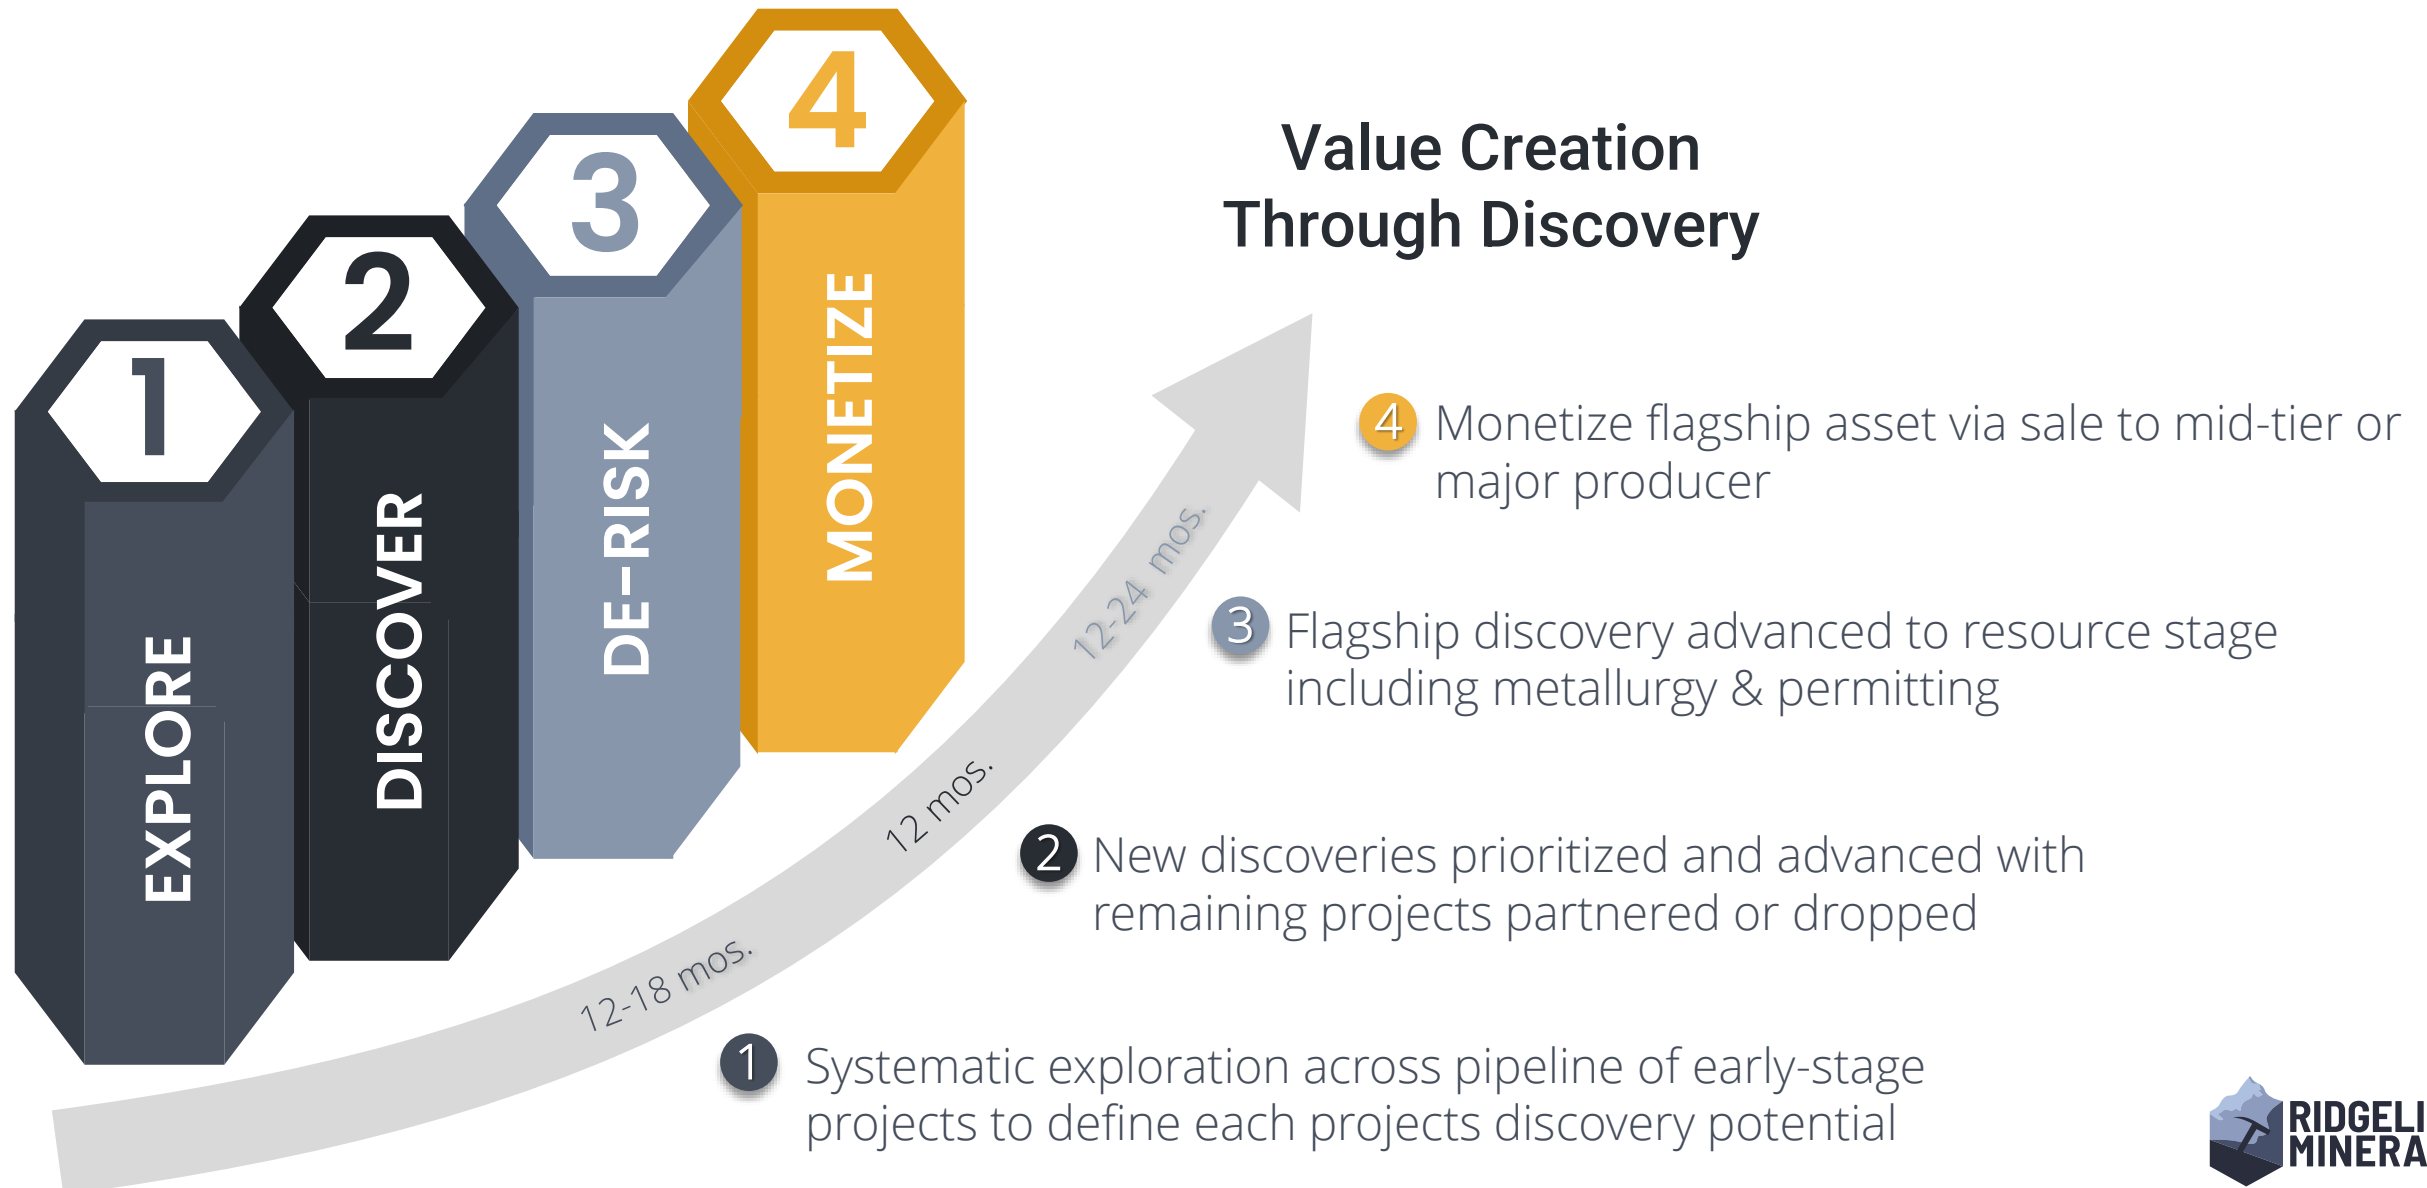 1
EXPLORE
2
DISCOVER
3
DE-RISK
4
MONETIZE
Value Creation
Through Discovery
4 Monetize flagship asset via sale to mid-tier or
major producer
12-24 mos.
3 Flagship discovery advanced to resource stage
including metallurgy & permitting
12 mos.
2 New discoveries prioritized and advanced with
remaining projects partnered or dropped
12-18 mos.
1 Systematic exploration across pipeline of early-stage
projects to define each projects discovery potential
RIDGELI
MINERA